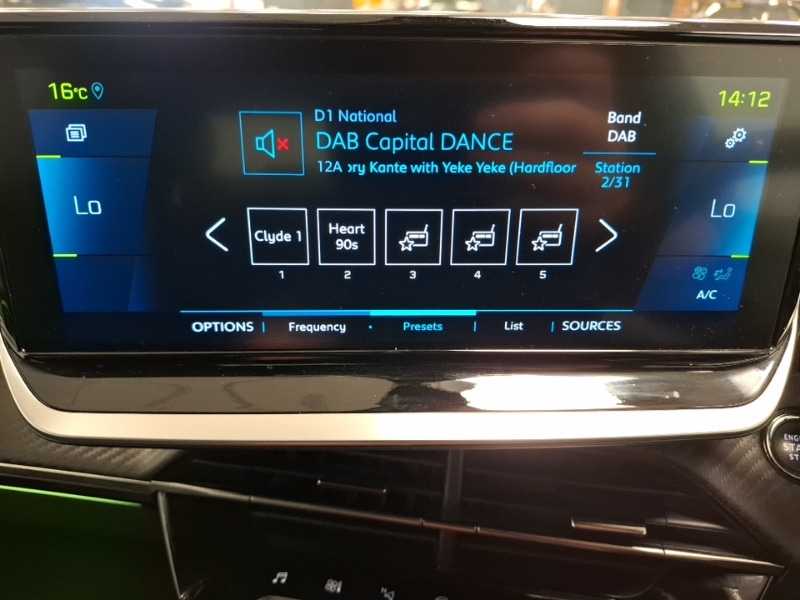 16°C
14:12
D1 National
DAB Capital DANCE
12A ory Kante with Yeke Yeke (Hardfloor
Band
DAB
Station
2/31
Lo
Lo
Clyde 1
Heart
90s
1 2 3 4 5
A/C
OPTIONS | Frequency • Presets | List | SOURCES